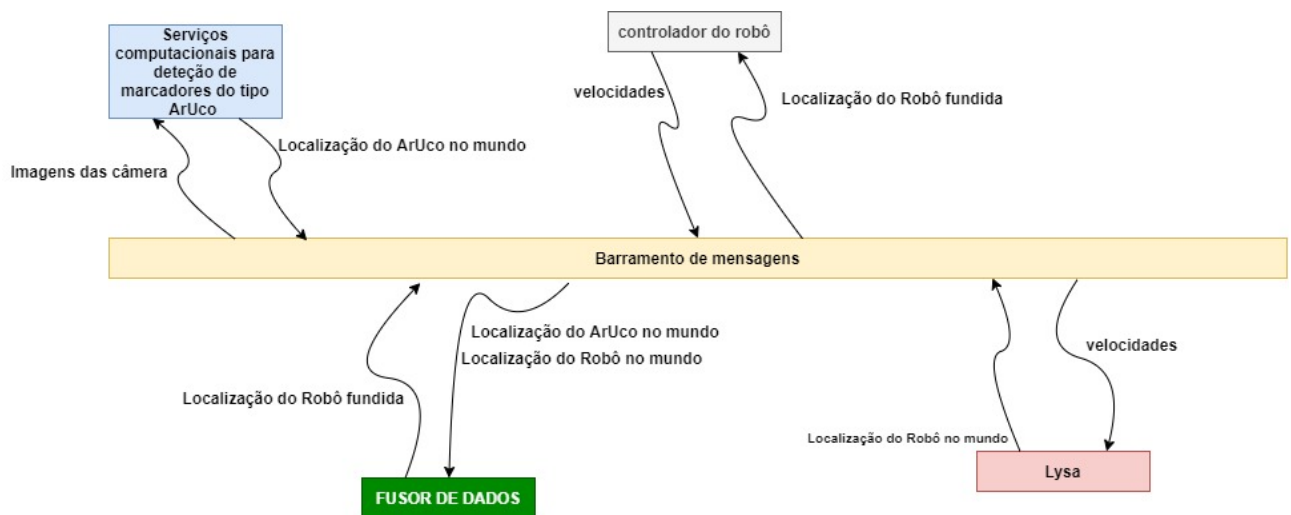 Serviços
computacionais para
deteção de
marcadores do tipo
ArUco
controlador do robô
velocidades
Localização do Robô fundida
Localização do ArUco no mundo
Imagens das câmera
Barramento de mensagens
Localização do ArUco no mundo
Localização do Robô no mundo
velocidades
Localização do Robô fundida
Localização do Robô no mundo
Lysa
FUSOR DE DADOS